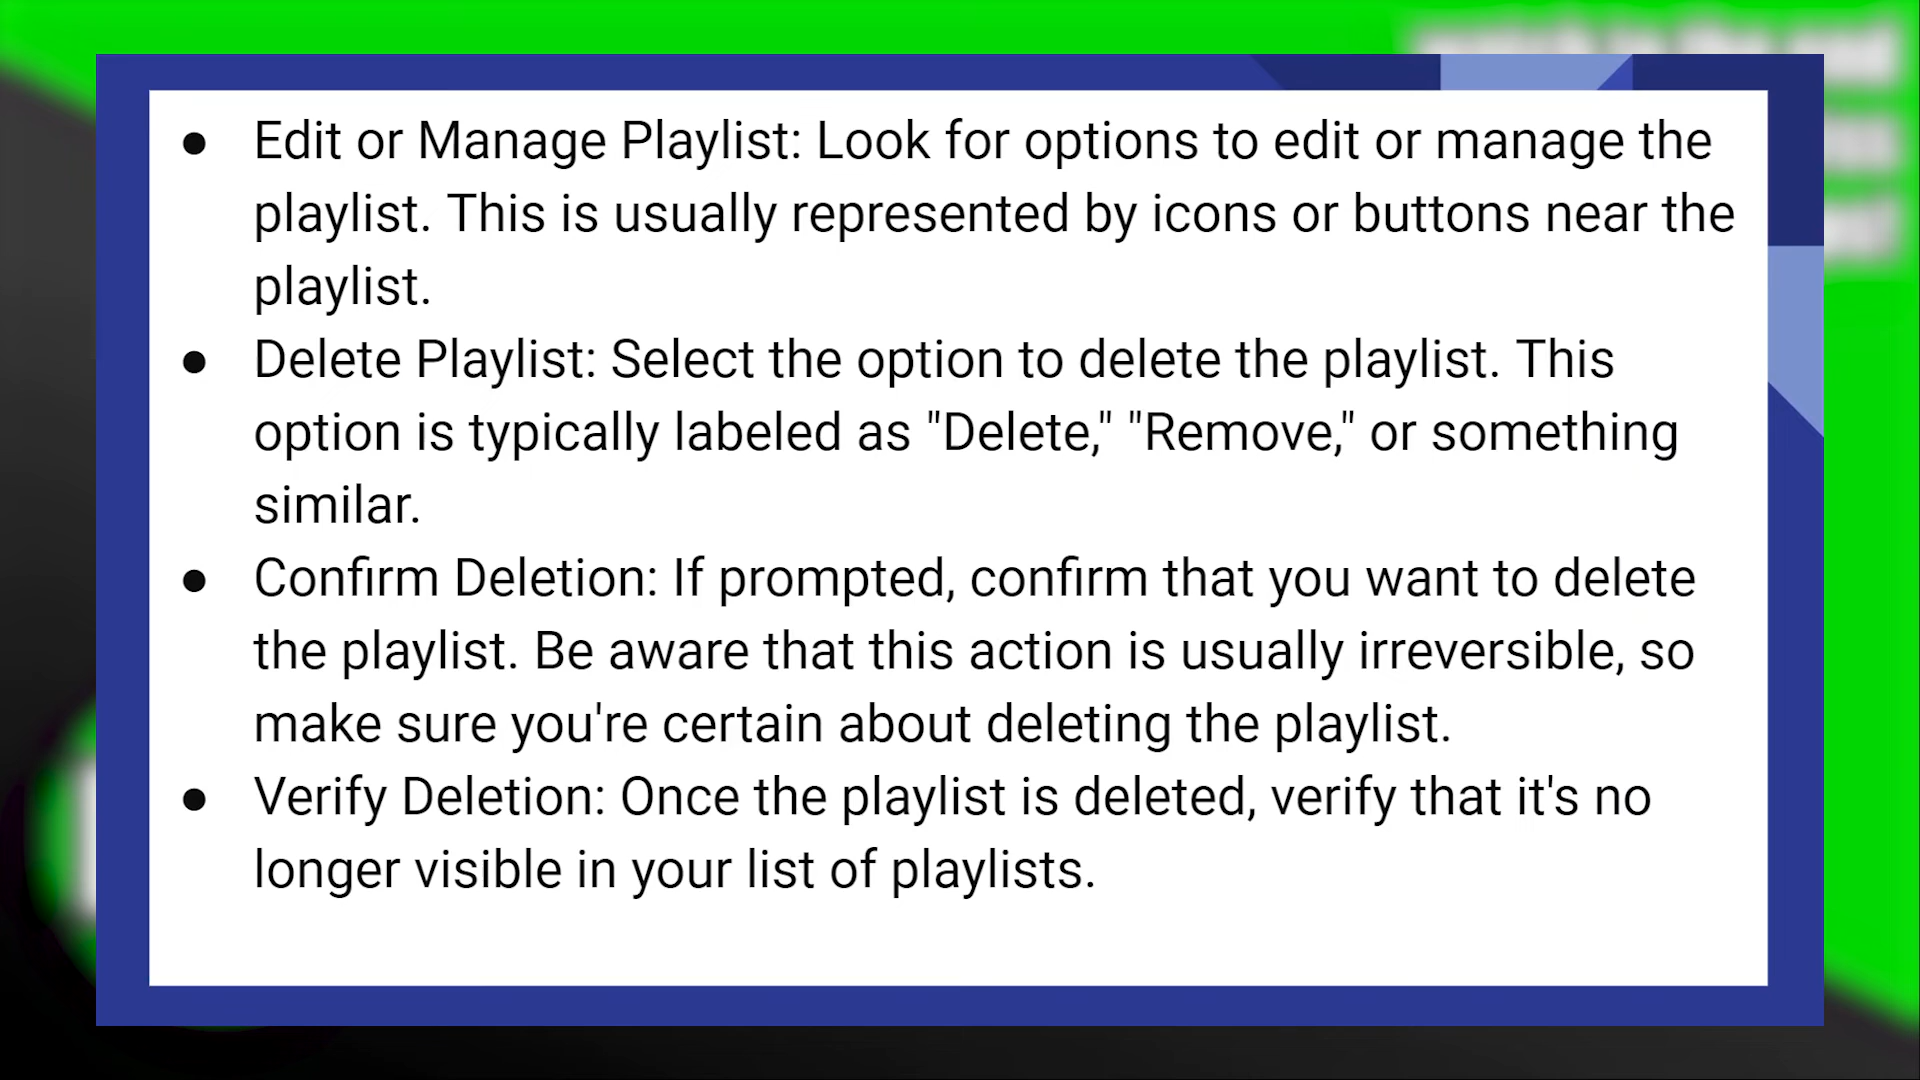 ● Edit or Manage Playlist: Look for options to edit or manage the
playlist. This is usually represented by icons or buttons near the
playlist.
● Delete Playlist: Select the option to delete the playlist. This
option is typically labeled as "Delete," "Remove," or something
similar.
● Confirm Deletion: If prompted, confirm that you want to delete
the playlist. Be aware that this action is usually irreversible, so
make sure you're certain about deleting the playlist.
● Verify Deletion: Once the playlist is deleted, verify that it's no
longer visible in your list of playlists.